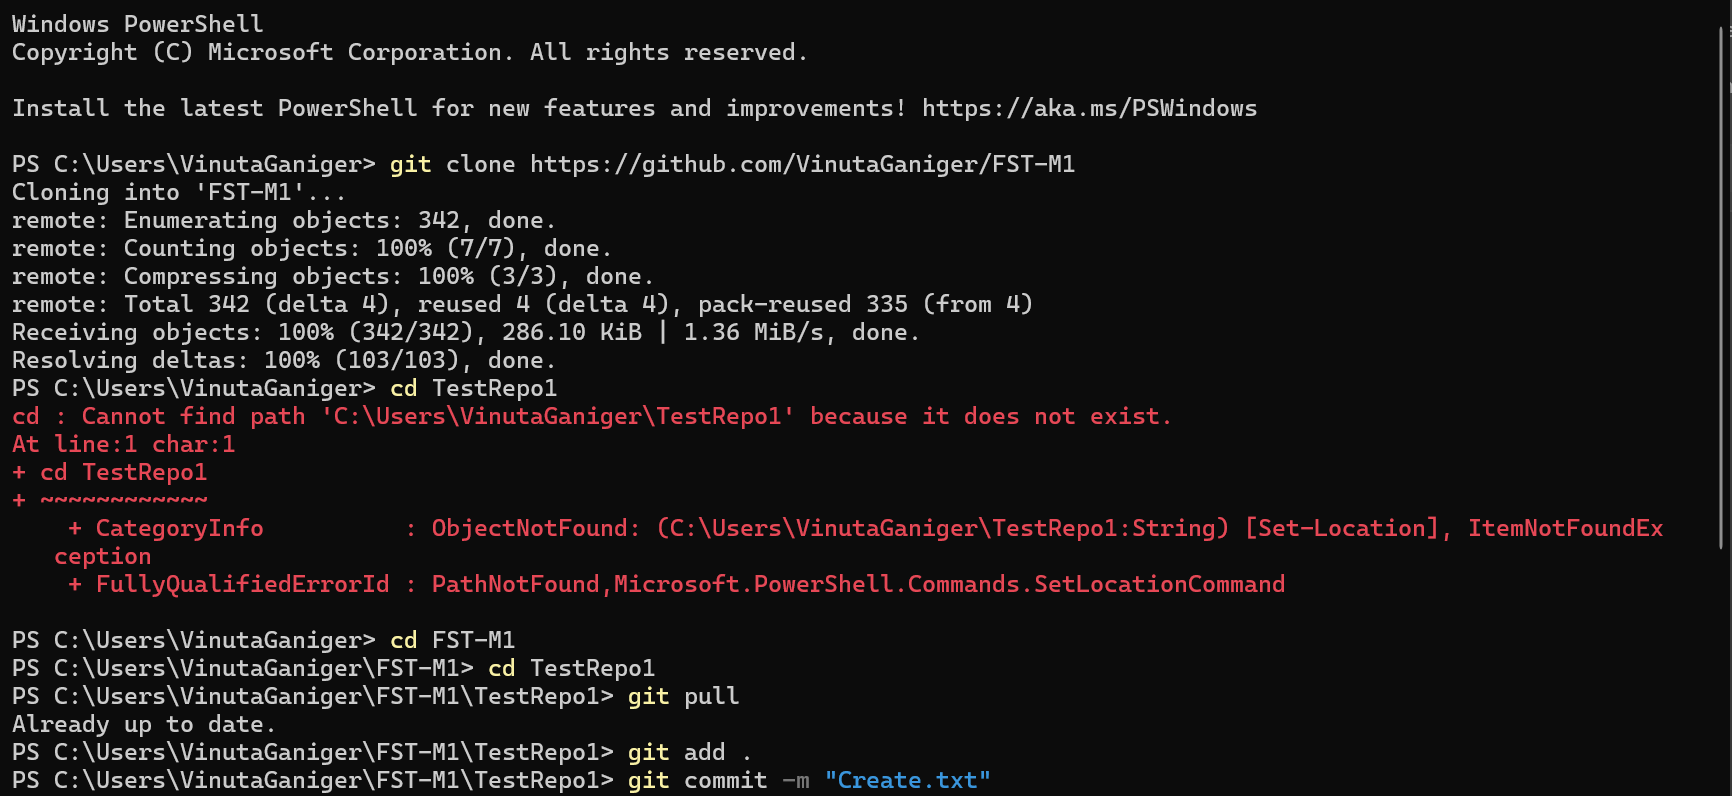 Windows PowerShell
Copyright (C) Microsoft Corporation. All rights reserved.
Install the latest PowerShell for new features and improvements! https://aka.ms/PSWindows
PS C:\Users\VinutaGaniger> git clone https://github.com/VinutaGaniger/FST-M1
Cloning into 'FST-M1'...
remote: Enumerating objects: 342, done.
remote: Counting objects: 100% (7/7), done.
remote: Compressing objects: 100% (3/3), done.
remote: Total 342 (delta 4), reused 4 (delta 4), pack-reused 335 (from 4)
Receiving objects: 100% (342/342), 286.10 KiB | 1.36 MiB/s, done.
Resolving deltas: 100% (103/103), done.
PS C:\Users\VinutaGaniger> cd TestRepo1
cd : Cannot find path 'C:\Users\VinutaGaniger\TestRepo1' because it does not exist.
At line:1 char:1
+ cd TestRepo1
+ ~~~~~~~~~~~~
    + CategoryInfo          : ObjectNotFound: (C:\Users\VinutaGaniger\TestRepo1:String) [Set-Location], ItemNotFoundEx
   ception
    + FullyQualifiedErrorId : PathNotFound,Microsoft.PowerShell.Commands.SetLocationCommand
PS C:\Users\VinutaGaniger> cd FST-M1
PS C:\Users\VinutaGaniger\FST-M1> cd TestRepo1
PS C:\Users\VinutaGaniger\FST-M1\TestRepo1> git pull
Already up to date.
PS C:\Users\VinutaGaniger\FST-M1\TestRepo1> git add .
PS C:\Users\VinutaGaniger\FST-M1\TestRepo1> git commit -m "Create.txt"